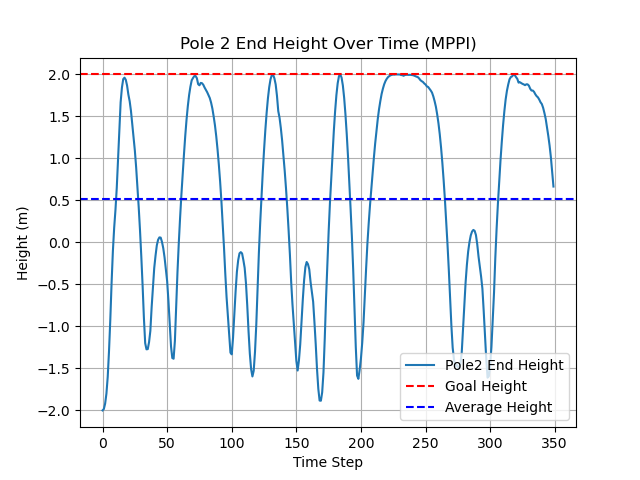 Pole 2 End Height Over Time (MPPI)
2.0
1.5
1.0
0.5
0.0
−0.5
−1.0
−1.5
−2.0
Height (m)
Pole2 End Height
Goal Height
Average Height
0 50 100 150 200 250 300 350
Time Step